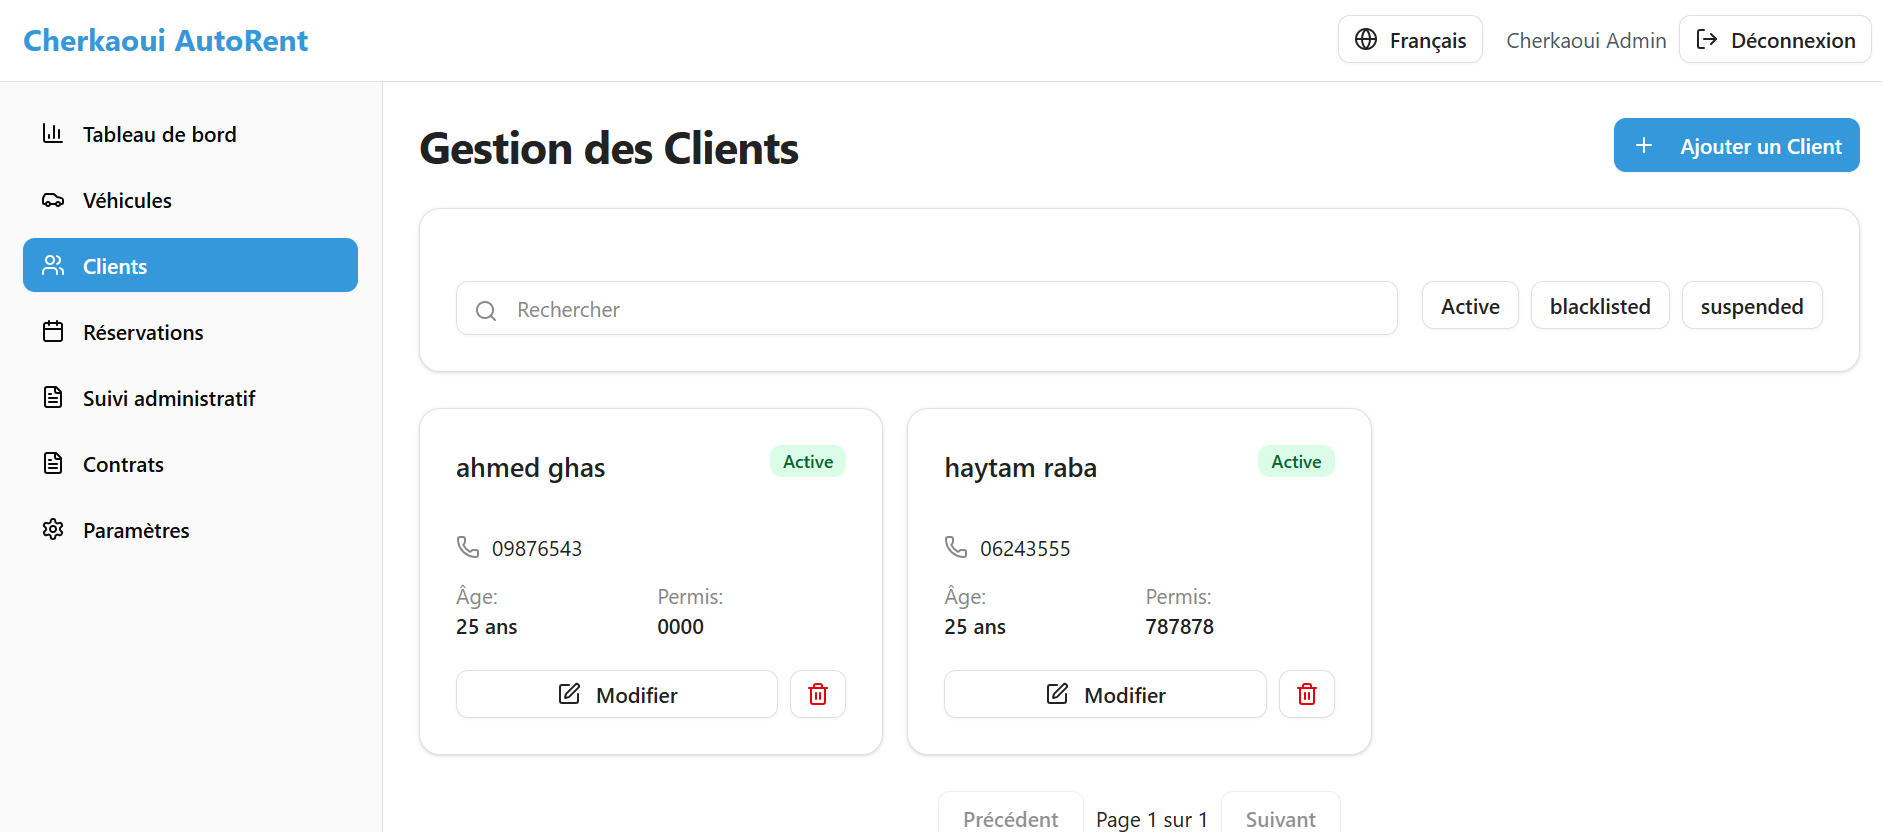 Cherkaoui AutoRent
Français
Cherkaoui Admin
Déconnexion
Tableau de bord
Véhicules
Clients
Réservations
Suivi administratif
Contrats
Paramètres
Gestion des Clients
Ajouter un Client
Rechercher
Active
blacklisted
suspended
ahmed ghas
Active
09876543
Âge:
Permis:
25 ans
0000
Modifier
haytam raba
Active
06243555
Âge:
Permis:
25 ans
787878
Modifier
Précédent
Page 1 sur 1
Suivant